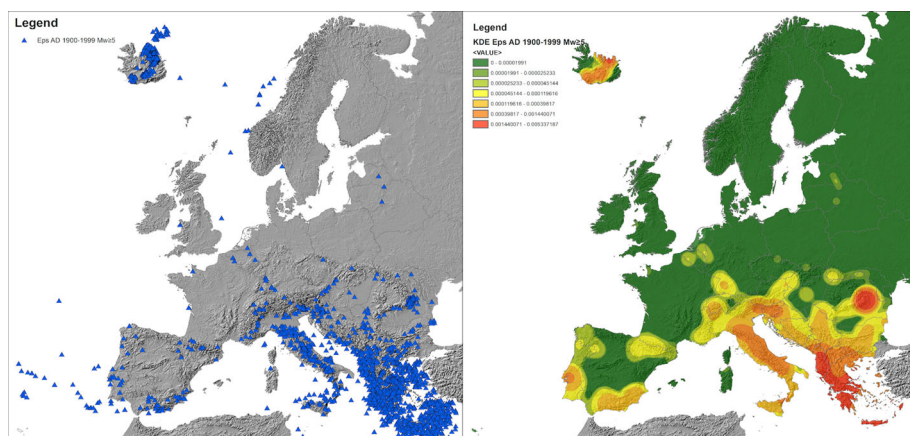 Legend
Eps AD 1900-1999 Mw≥5
Legend
KDE Eps AD 1900-1999 Mw≥5
<VALUE>
0 - 0.00001991
0.00001991 - 0.000025233
0.000025233 - 0.000045144
0.000045144 - 0.000119616
0.000119616 - 0.00039817
0.00039817 - 0.001440071
0.001440071 - 0.005337187